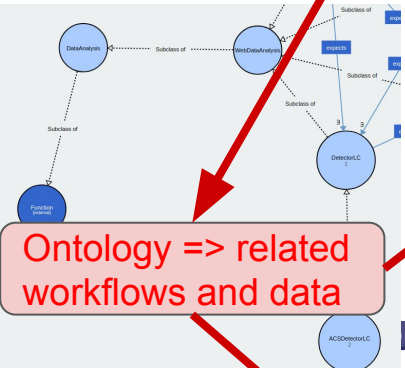 Subclass of
expects
DataAnalysis
Subclass of
WebDataAnalysis
Subclass of
Subclass of
Subclass of
∃
∃
DetectorLC
1
Function
[external]
Ontology => related
workflows and data
ACSDetectorLC
2